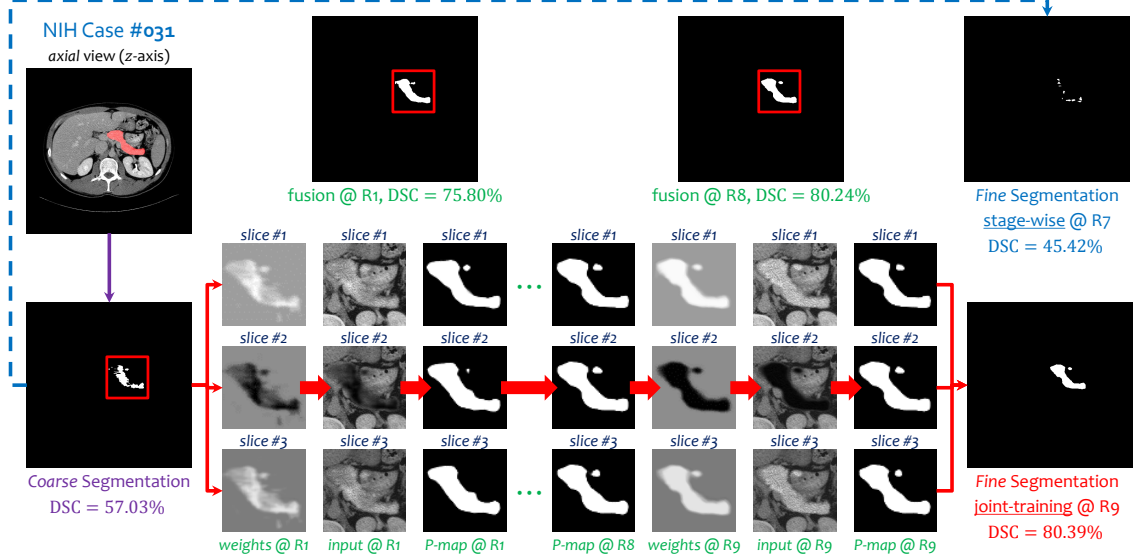 NIH Case #031
axial view (z-axis)
fusion @ R1, DSC = 75.80%
fusion @ R8, DSC = 80.24%
Fine Segmentation
stage-wise @ R7
DSC = 45.42%
slice #1 slice #1 slice #1 slice #1 slice #1 slice #1 slice #1
...
slice #2 slice #2 slice #2 slice #2 slice #2 slice #2 slice #2
slice #3 slice #3 slice #3 slice #3 slice #3 slice #3 slice #3
...
Coarse Segmentation
DSC = 57.03%
Fine Segmentation
joint-training @ R9
DSC = 80.39%
weights @ R1 input @ R1 P-map @ R1 P-map @ R8 weights @ R9 input @ R9 P-map @ R9